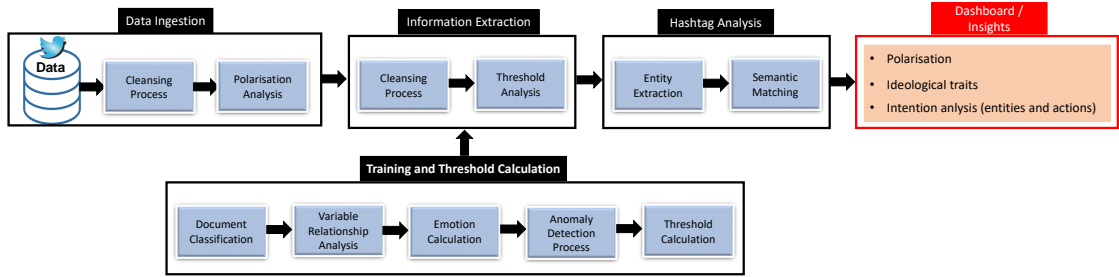 Data Ingestion
Data
Cleansing
Process
Polarisation
Analysis
Information Extraction
Cleansing
Process
Threshold
Analysis
Hashtag Analysis
Entity
Extraction
Semantic
Matching
Dashboard /
Insights
• Polarisation
• Ideological traits
• Intention anlysis (entities and actions)
Training and Threshold Calculation
Document
Classification
Variable
Relationship
Analysis
Emotion
Calculation
Anomaly
Detection
Process
Threshold
Calculation